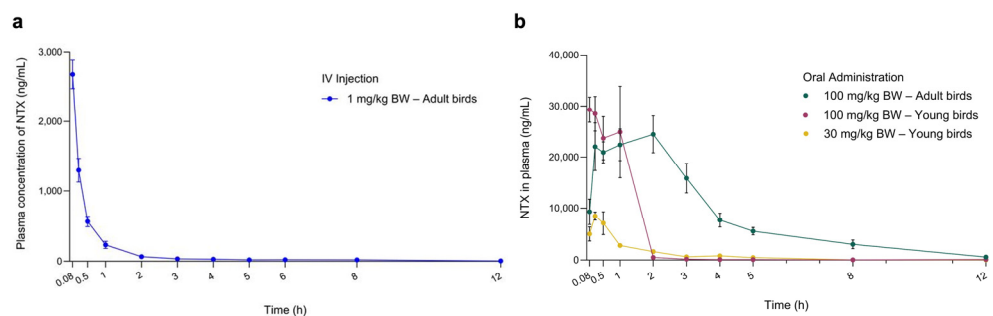 a
Plasma concentration of NTX (ng/mL)
3,000
2,000
1,000
0
0.08
0.5
1
2
3
4
5
6
8
12
Time (h)
IV Injection
1 mg/kg BW – Adult birds
b
NTX in plasma (ng/mL)
40,000
30,000
20,000
10,000
0
0.08
0.5
1
2
3
4
5
8
12
Time (h)
Oral Administration
100 mg/kg BW – Adult birds
100 mg/kg BW – Young birds
30 mg/kg BW – Young birds